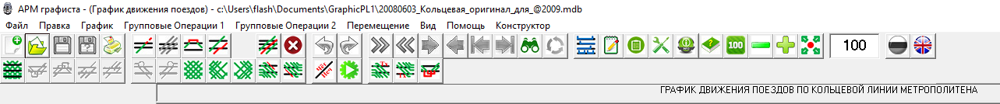 АРМ графиста - (График движения поездов) - c:\Users\flash\Documents\GraphicPL1\20080603_Кольцевая_оригинал_для_@2009.mdb
Файл Правка График Групповые Операции 1 Групповые Операции 2 Перемещение Вид Помощь Конструктор
? ? 100 100
ГРАФИК ДВИЖЕНИЯ ПОЕЗДОВ ПО КОЛЬЦЕВОЙ ЛИНИИ МЕТРОПОЛИТЕНА